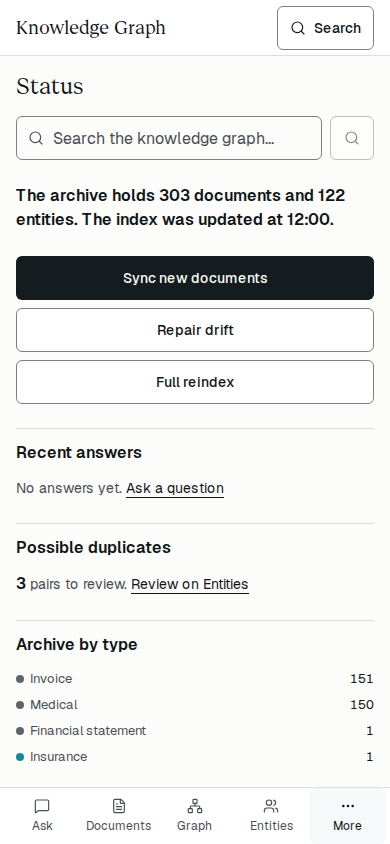 Knowledge Graph
Search
Status
Search the knowledge graph...
The archive holds 303 documents and 122
entities. The index was updated at 12:00.
Sync new documents
Repair drift
Full reindex
Recent answers
No answers yet. Ask a question
Possible duplicates
3 pairs to review. Review on Entities
Archive by type
Invoice 151
Medical 150
Financial statement 1
Insurance 1
Ask Documents Graph Entities More